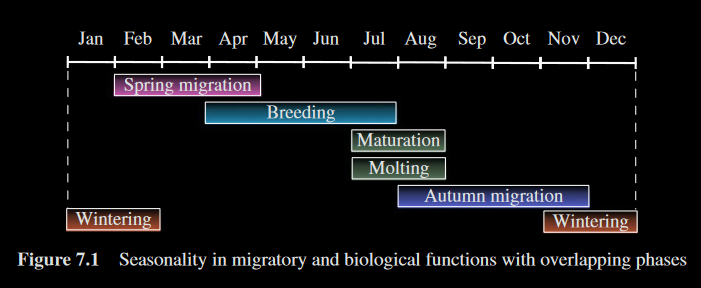 Jan Feb Mar Apr May Jun Jul Aug Sep Oct Nov Dec
Spring migration
Breeding
Maturation
Molting
Autumn migration
Wintering Wintering
Figure 7.1 Seasonality in migratory and biological functions with overlapping phases